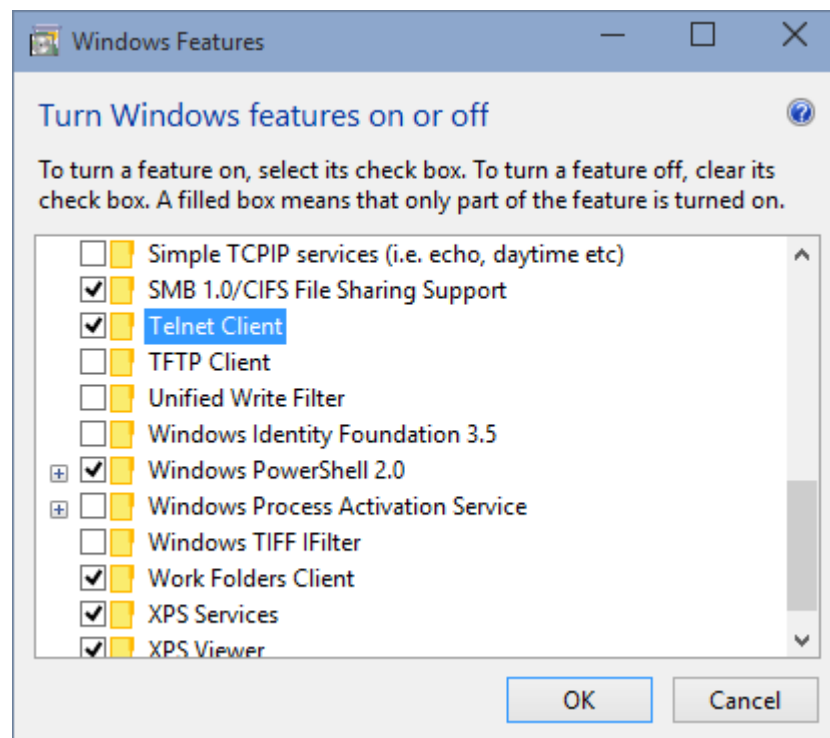 Windows Features
Turn Windows features on or off
To turn a feature on, select its check box. To turn a feature off, clear its
check box. A filled box means that only part of the feature is turned on.
Simple TCPIP services (i.e. echo, daytime etc)
SMB 1.0/CIFS File Sharing Support
Telnet Client
TFTP Client
Unified Write Filter
Windows Identity Foundation 3.5
Windows PowerShell 2.0
Windows Process Activation Service
Windows TIFF IFilter
Work Folders Client
XPS Services
XPS Viewer
OK Cancel